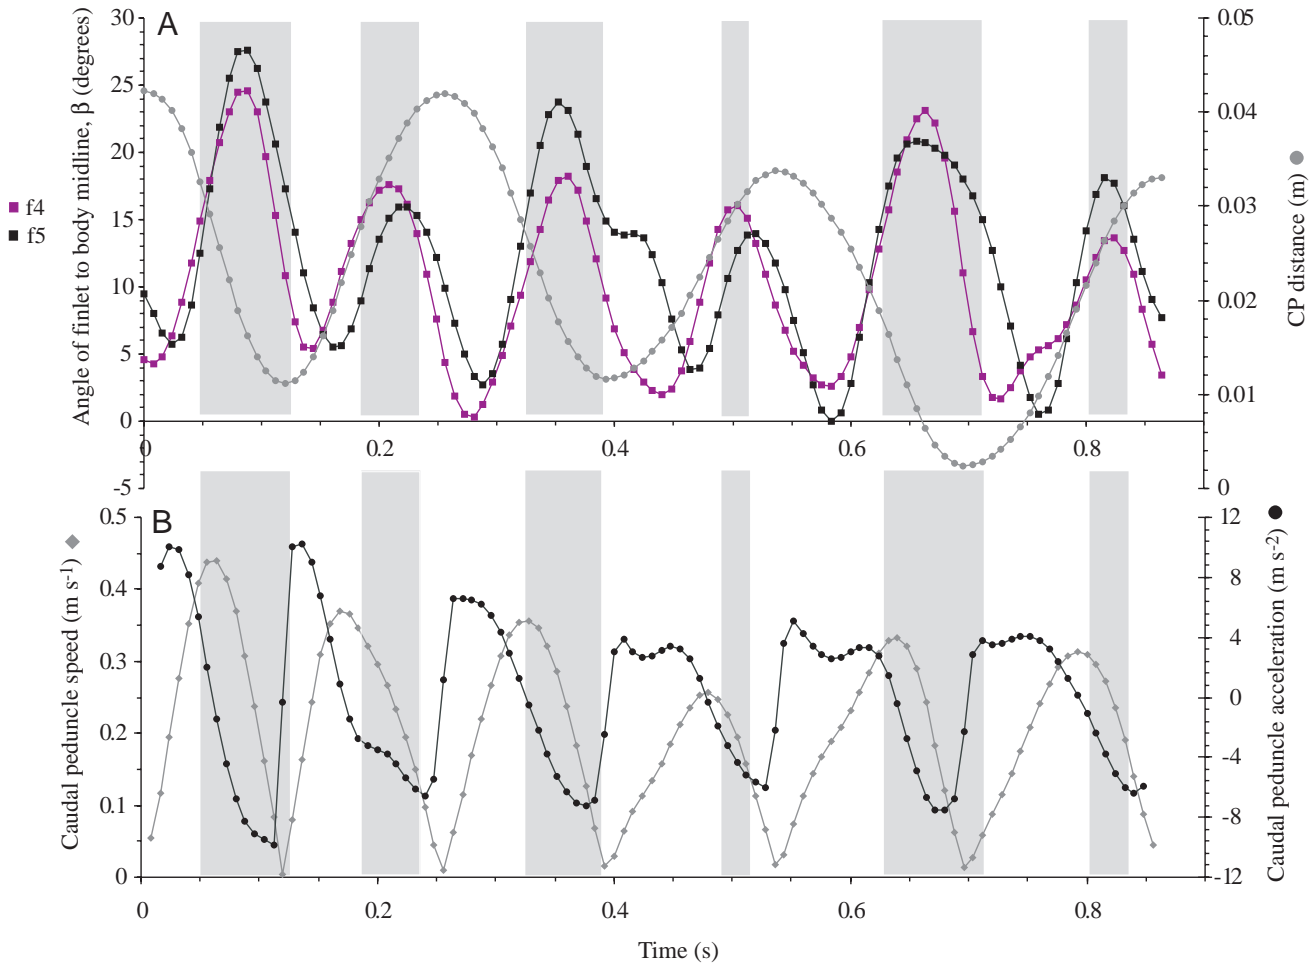 A
Angle of finlet to body midline, β (degrees)
30
25
20
15
10
5
0
-5
f4
f5
0.05
0.04
0.03
0.02
0.01
0
CP distance (m)
0 0.2 0.4 0.6 0.8
B
Caudal peduncle speed (m s-1)
0.5
0.4
0.3
0.2
0.1
0
12
8
4
0
-4
-8
-12
Caudal peduncle acceleration (m s-2)
0 0.2 0.4 0.6 0.8
Time (s)